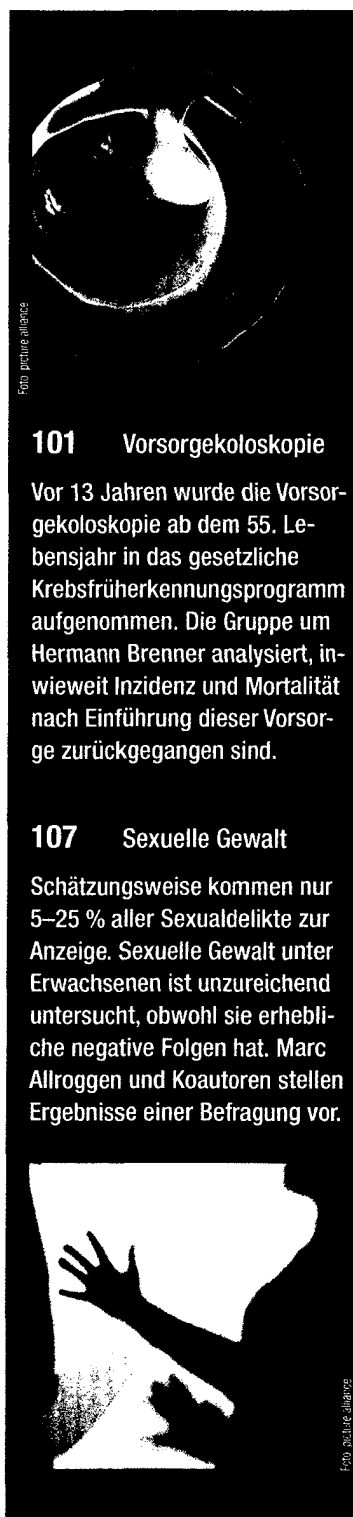 Foto: picture alliance
101 Vorsorgekoloskopie
Vor 13 Jahren wurde die Vorsor-
gekoloskopie ab dem 55. Le-
bensjahr in das gesetzliche
Krebsfrüherkennungsprogramm
aufgenommen. Die Gruppe um
Hermann Brenner analysiert, in-
wieweit Inzidenz und Mortalität
nach Einführung dieser Vorsor-
ge zurückgegangen sind.
107 Sexuelle Gewalt
Schätzungsweise kommen nur
5–25 % aller Sexualdelikte zur
Anzeige. Sexuelle Gewalt unter
Erwachsenen ist unzureichend
untersucht, obwohl sie erhebli-
che negative Folgen hat. Marc
Allroggen und Koautoren stellen
Ergebnisse einer Befragung vor.
Foto: picture alliance